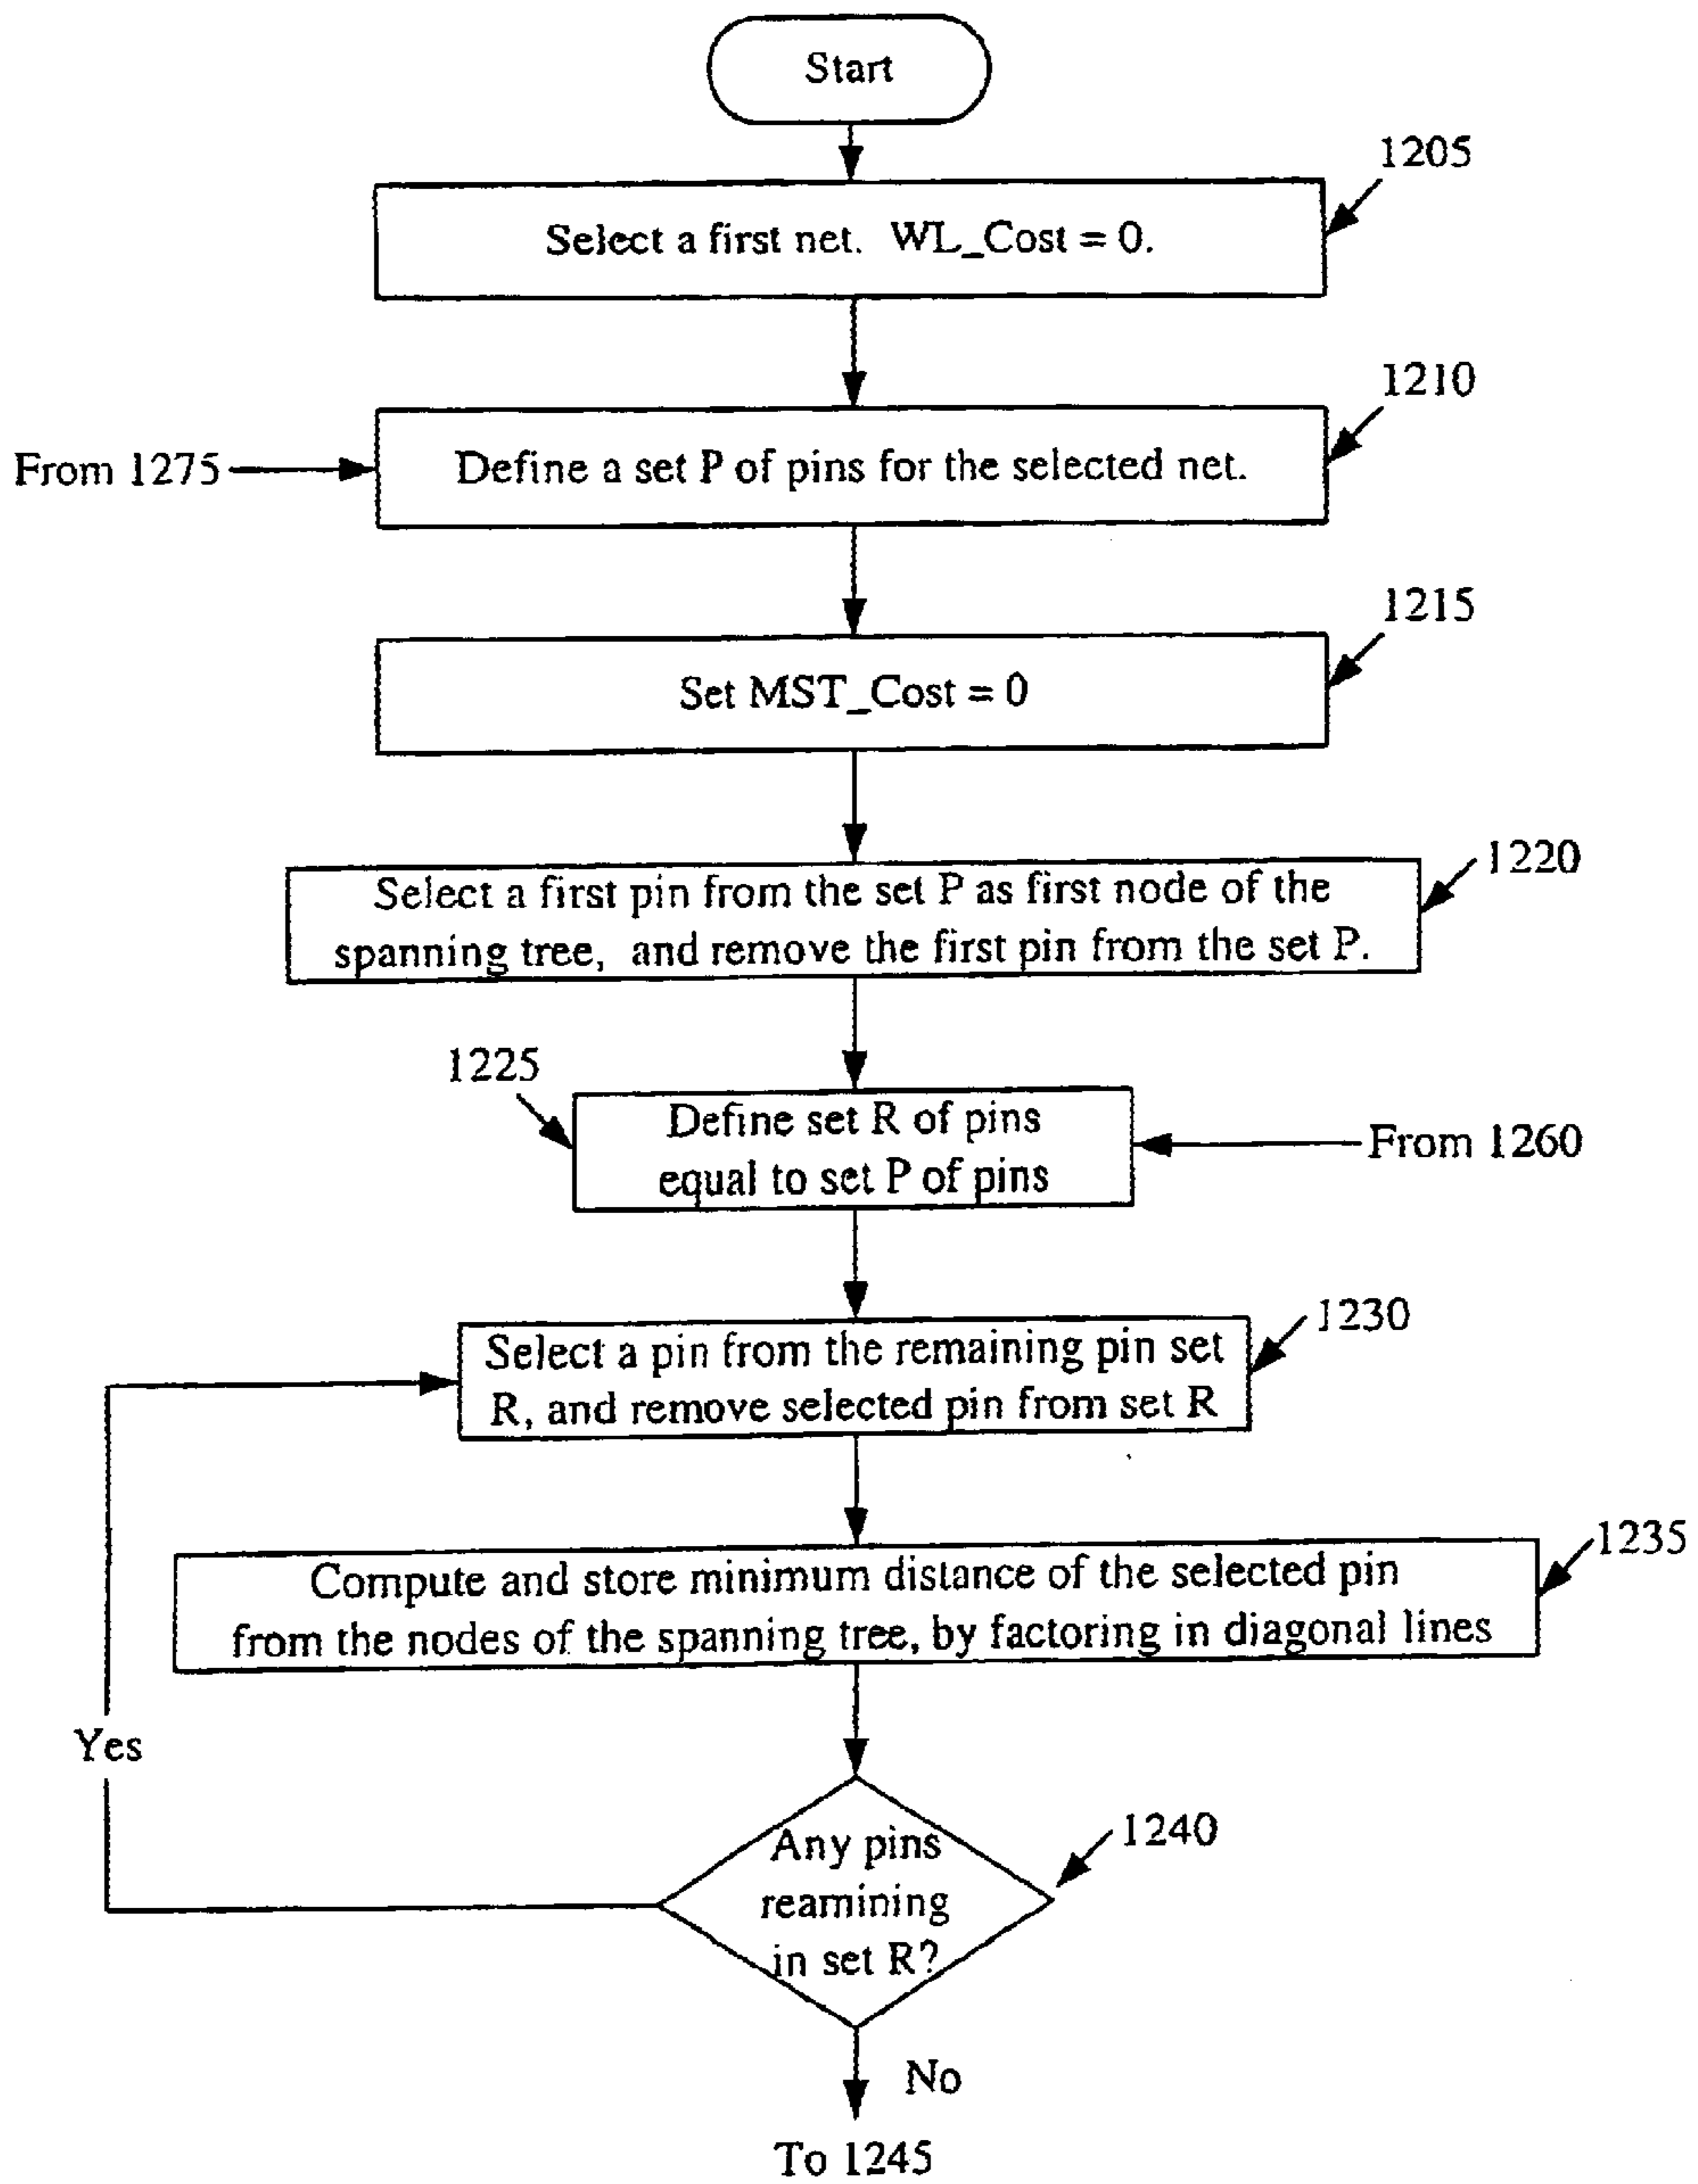 Start
1205
Select a first net. WL_Cost = 0.
1210
From 1275
Define a set P of pins for the selected net.
1215
Set MST_Cost = 0
1220
Select a first pin from the set P as first node of the
spanning tree, and remove the first pin from the set P.
1225
Define set R of pins
equal to set P of pins
From 1260
1230
Select a pin from the remaining pin set
R, and remove selected pin from set R
1235
Compute and store minimum distance of the selected pin
from the nodes of the spanning tree, by factoring in diagonal lines
Yes
1240
Any pins
reamining
in set R?
No
To 1245